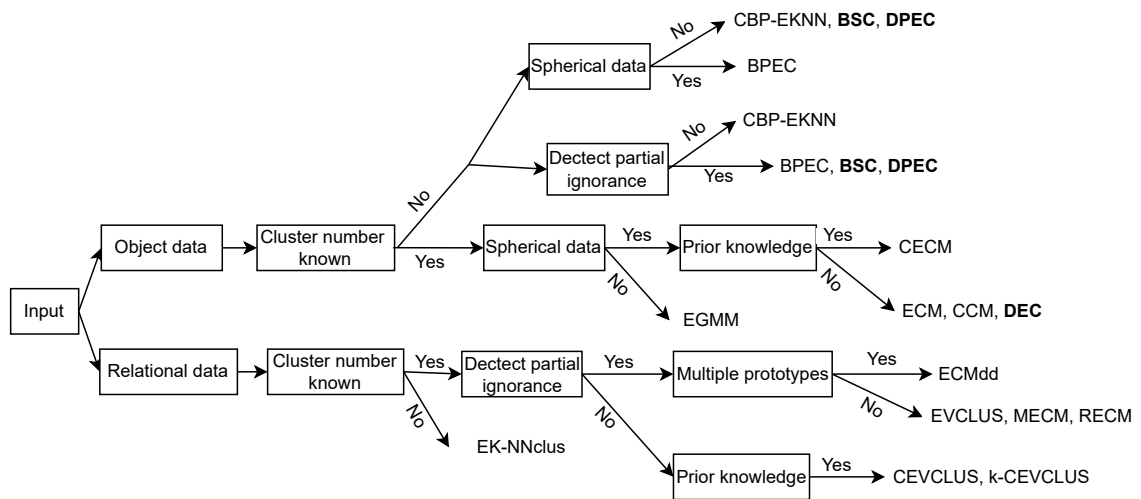 No
CBP-EKNN, BSC, DPEC
Spherical data
Yes
BPEC
No
CBP-EKNN
Dectect partial
ignorance
Yes
BPEC, BSC, DPEC
No
Object data
Cluster number
known
Yes
Spherical data
Yes
Prior knowledge
Yes
CECM
No
EGMM
No
ECM, CCM, DEC
Input
Relational data
Cluster number
known
Yes
Dectect partial
ignorance
Yes
Multiple prototypes
Yes
ECMdd
No
EVCLUS, MECM, RECM
No
EK-NNclus
No
Prior knowledge
Yes
CEVCLUS, k-CEVCLUS